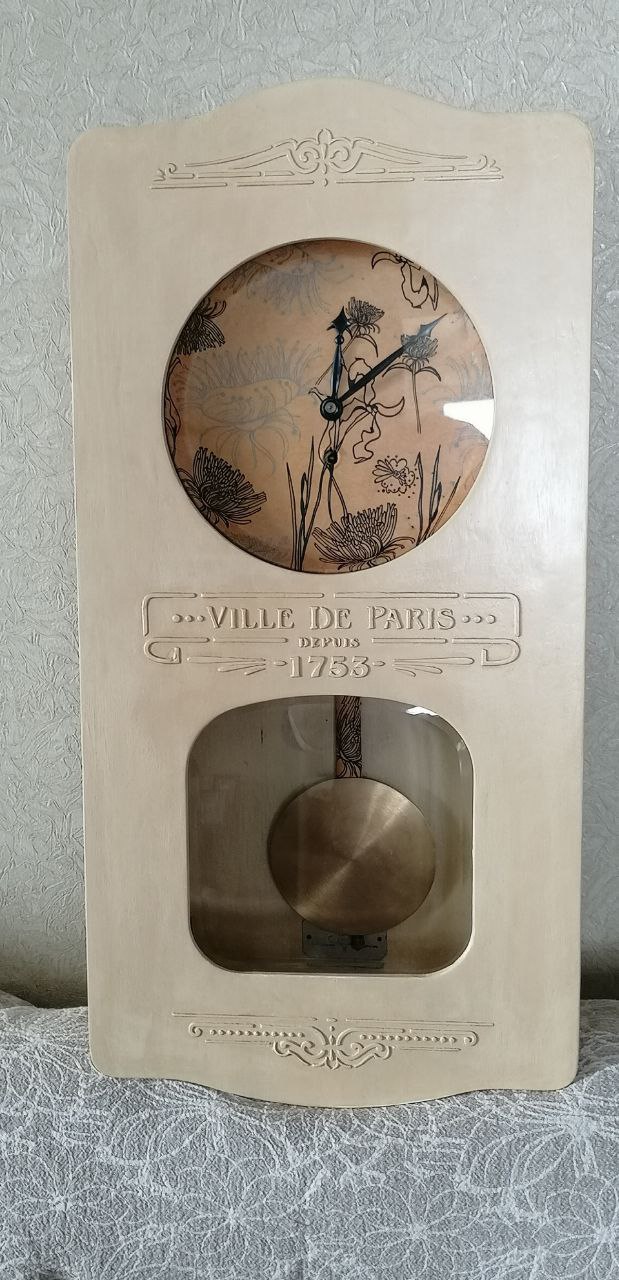 •••VILLE DE PARIS•••
DEPUIS
-1753-